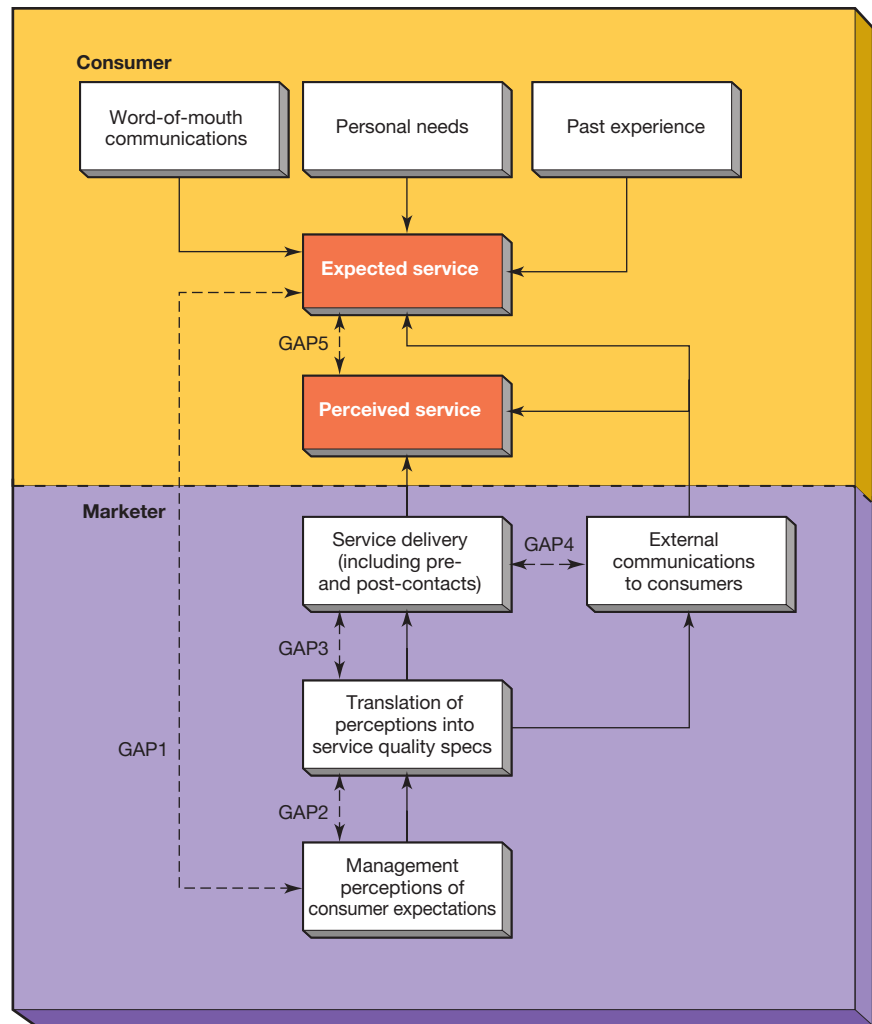 Consumer
Word-of-mouth
communications
Personal needs
Past experience
Expected service
GAP5
Perceived service
Marketer
Service delivery
(including pre-
and post-contacts)
GAP4
External
communications
to consumers
GAP3
Translation of
perceptions into
service quality specs
GAP1
GAP2
Management
perceptions of
consumer expectations